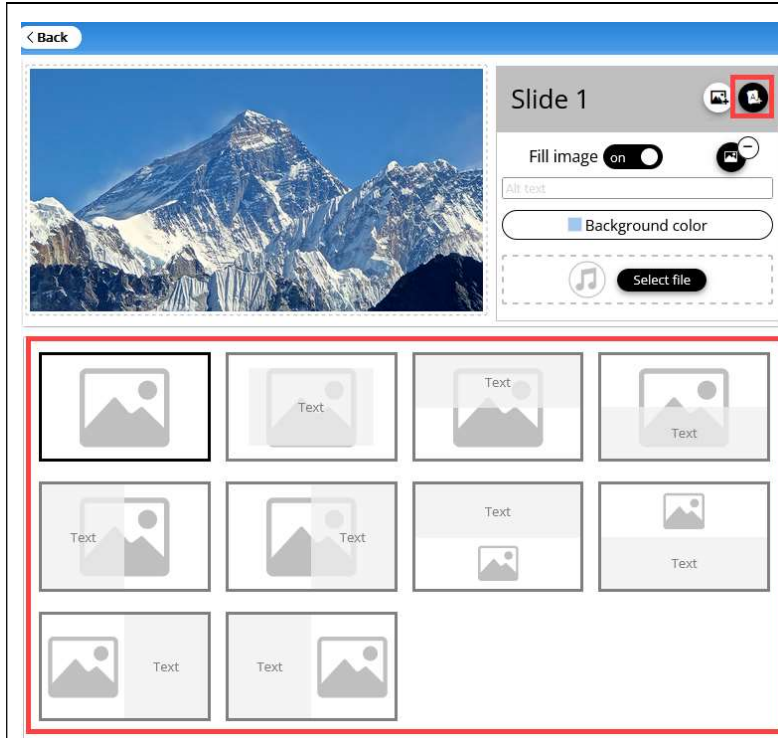 < Back
Slide 1
Fill image on
Alt text
Background color
Select file
Text
Text
Text
Text
Text
Text
Text
Text
Text